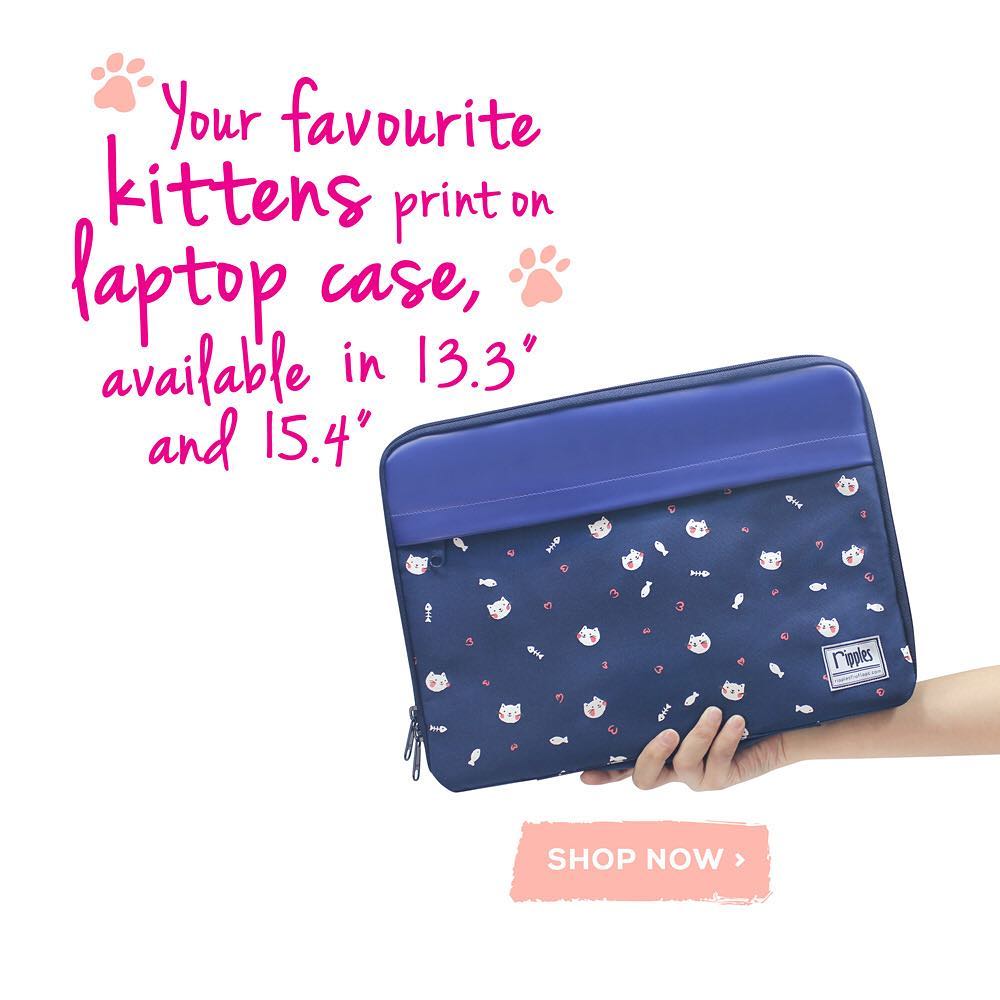 Your favourite
kittens print on
laptop case,
available in 13.3"
and 15.4"
ripples
SHOP NOW >